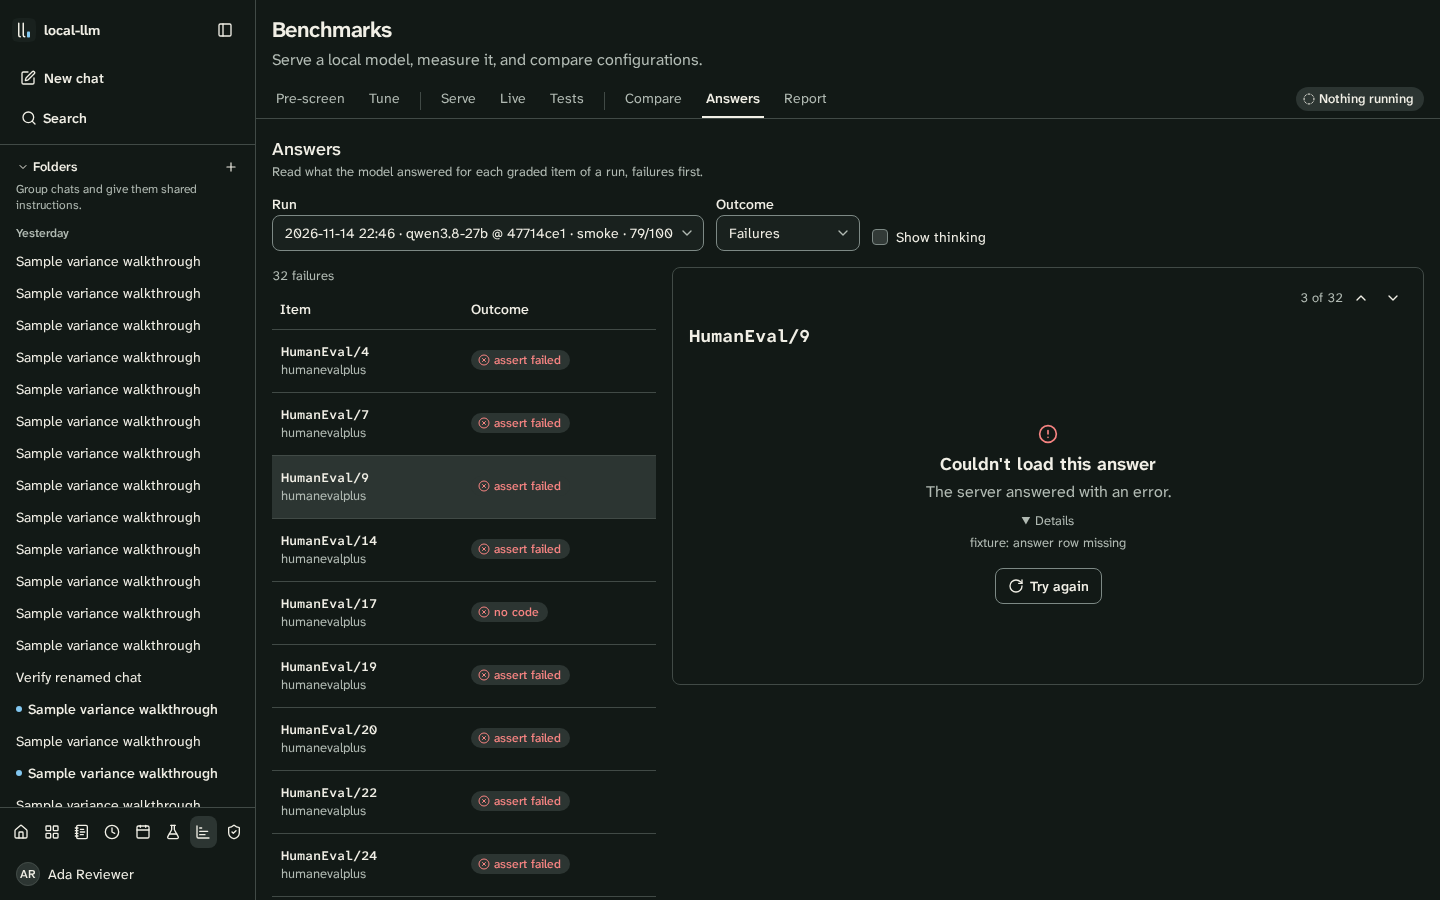 local-llm
New chat
Search
Folders
Group chats and give them shared
instructions.
Yesterday
Sample variance walkthrough
Sample variance walkthrough
Sample variance walkthrough
Sample variance walkthrough
Sample variance walkthrough
Sample variance walkthrough
Sample variance walkthrough
Sample variance walkthrough
Sample variance walkthrough
Sample variance walkthrough
Sample variance walkthrough
Sample variance walkthrough
Sample variance walkthrough
Verify renamed chat
Sample variance walkthrough
Sample variance walkthrough
Sample variance walkthrough
Sample variance walkthrough
AR Ada Reviewer
Benchmarks
Serve a local model, measure it, and compare configurations.
Pre-screen Tune Serve Live Tests Compare Answers Report Nothing running
Answers
Read what the model answered for each graded item of a run, failures first.
Run Outcome
2026-11-14 22:46 · qwen3.8-27b @ 47714ce1 · smoke · 79/100 Failures Show thinking
32 failures
Item Outcome
HumanEval/4
humanevalplus
assert failed
HumanEval/7
humanevalplus
assert failed
HumanEval/9
humanevalplus
assert failed
HumanEval/14
humanevalplus
assert failed
HumanEval/17
humanevalplus
no code
HumanEval/19
humanevalplus
assert failed
HumanEval/20
humanevalplus
assert failed
HumanEval/22
humanevalplus
assert failed
HumanEval/24
humanevalplus
assert failed
3 of 32
HumanEval/9
Couldn't load this answer
The server answered with an error.
Details
fixture: answer row missing
Try again